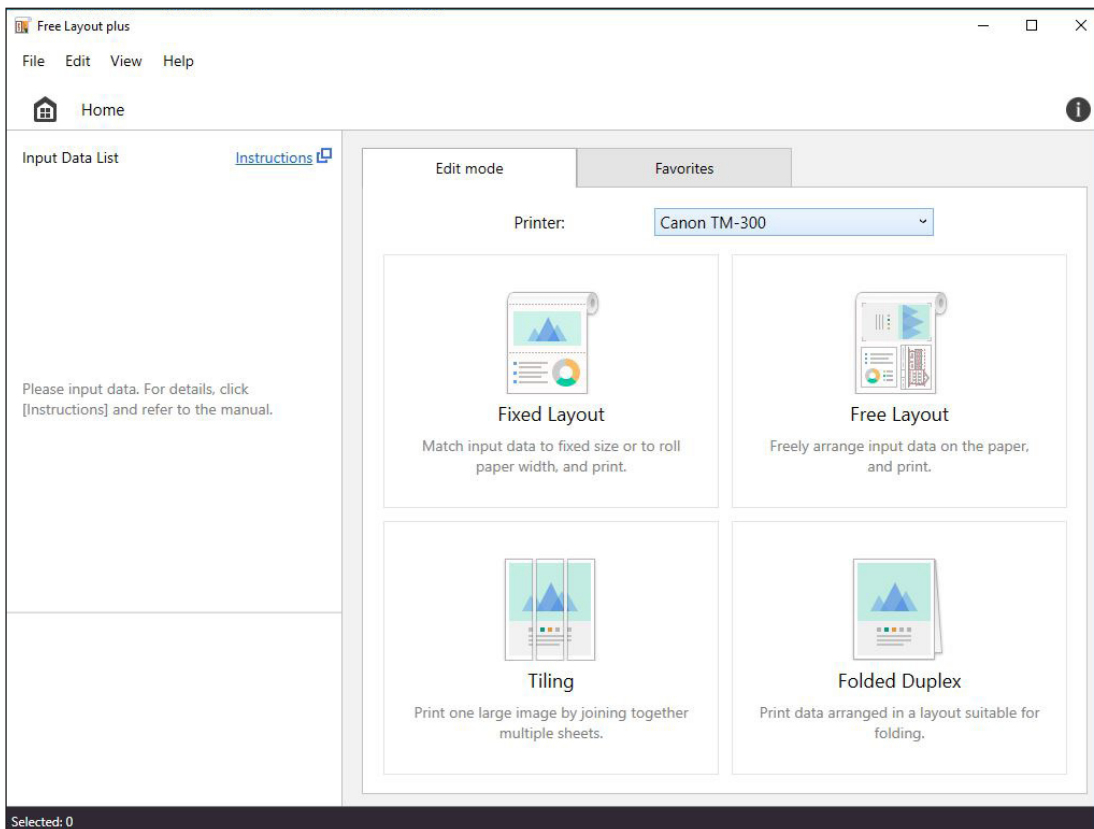 Free Layout plus
File Edit View Help
Home
Input Data List Instructions
Please input data. For details, click
[Instructions] and refer to the manual.
Edit mode Favorites
Printer: Canon TM-300
Fixed Layout
Match input data to fixed size or to roll
paper width, and print.
Free Layout
Freely arrange input data on the paper,
and print.
Tiling
Print one large image by joining together
multiple sheets.
Folded Duplex
Print data arranged in a layout suitable for
folding.
Selected: 0